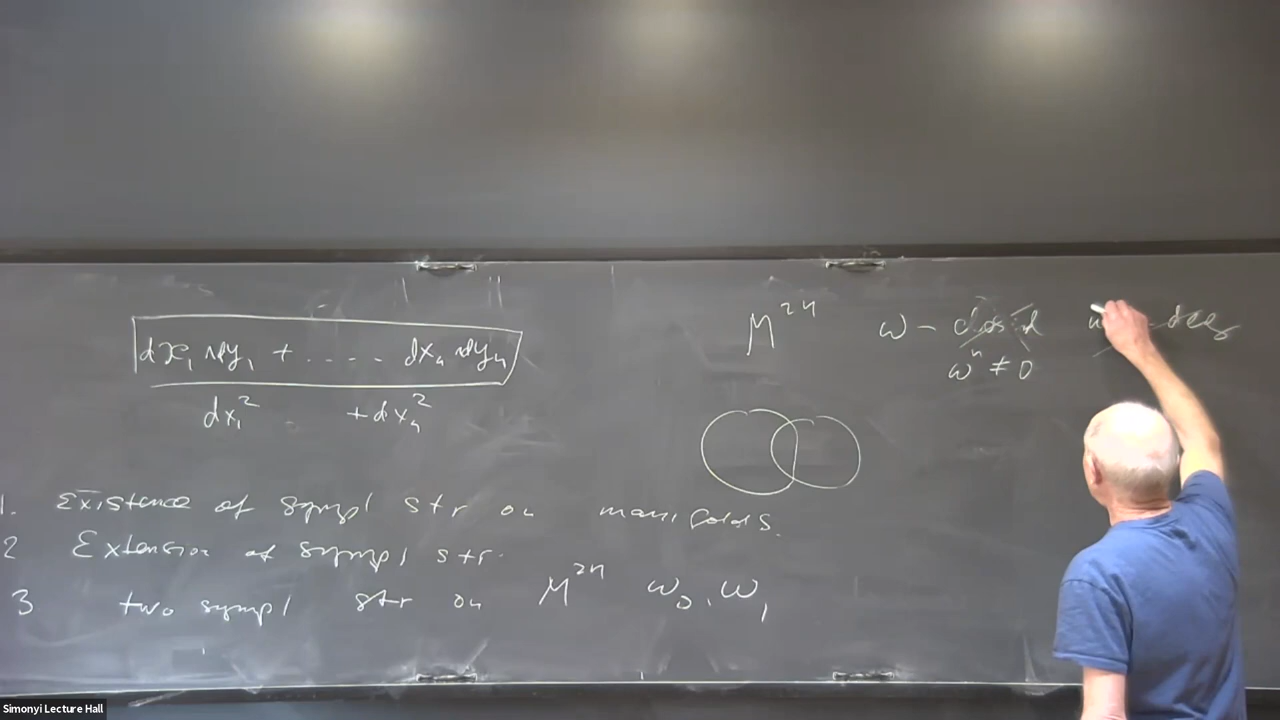 dx₁∧dy₁ + .... dxₙ∧dyₙ
dx₁² + dxₙ²
1. Existence of sympl str on manifolds.
2 Extension of sympl str.
3 two sympl str on M²ⁿ ω₀, ω₁
M²ⁿ ω – closed deg
ωⁿ ≠ 0
Simonyi Lecture Hall